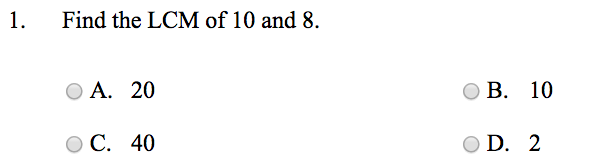 1. Find the LCM of 10 and 8.
A. 20 B. 10
C. 40 D. 2